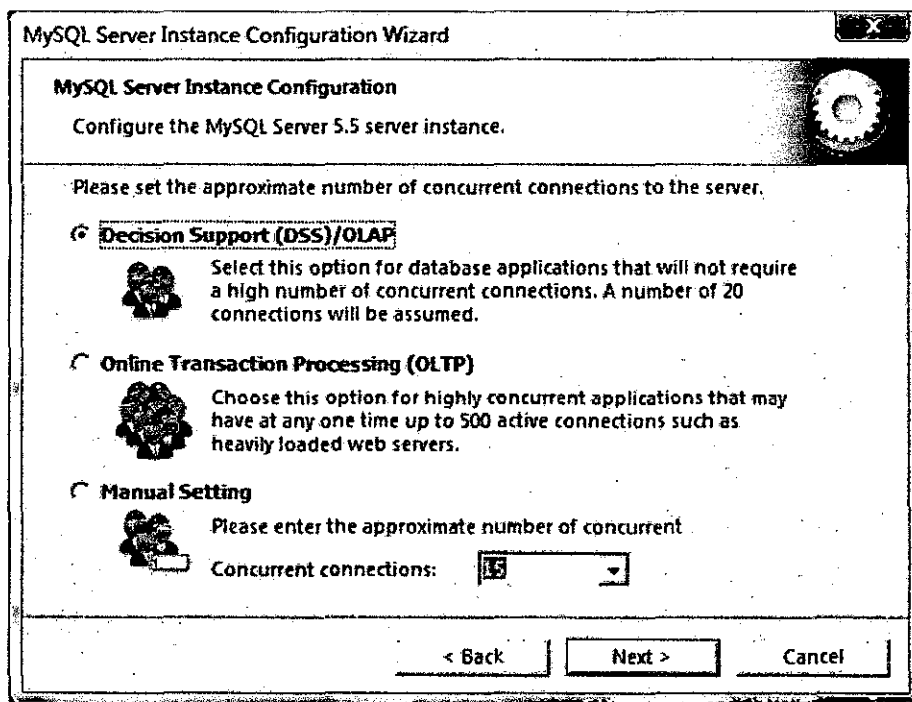 MySQL Server Instance Configuration Wizard
MySQL Server Instance Configuration
Configure the MySQL Server 5.5 server instance.
Please set the approximate number of concurrent connections to the server.
Decision Support (DSS)/OLAP
Select this option for database applications that will not require
a high number of concurrent connections. A number of 20
connections will be assumed.
Online Transaction Processing (OLTP)
Choose this option for highly concurrent applications that may
have at any one time up to 500 active connections such as
heavily loaded web servers.
Manual Setting
Please enter the approximate number of concurrent
Concurrent connections: 15
< Back Next > Cancel